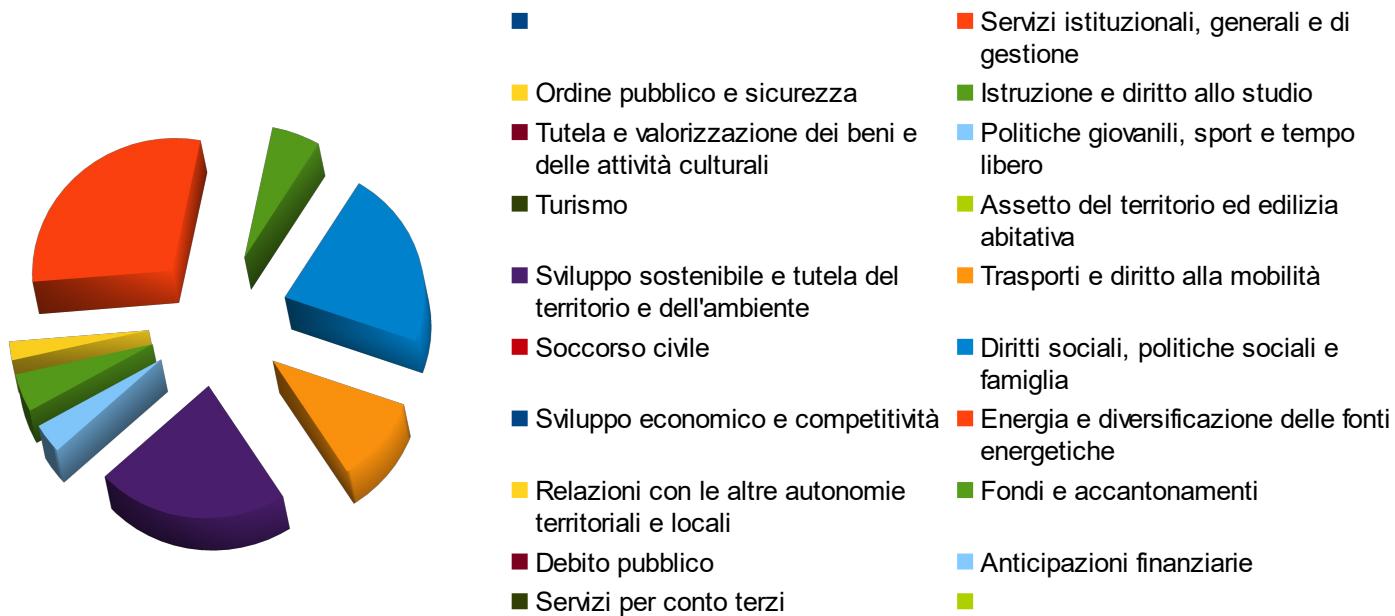 Servizi istituzionali, generali e di
gestione
Ordine pubblico e sicurezza
Istruzione e diritto allo studio
Tutela e valorizzazione dei beni e
delle attività culturali
Politiche giovanili, sport e tempo
libero
Turismo
Assetto del territorio ed edilizia
abitativa
Sviluppo sostenibile e tutela del
territorio e dell'ambiente
Trasporti e diritto alla mobilità
Soccorso civile
Diritti sociali, politiche sociali e
famiglia
Sviluppo economico e competitività
Energia e diversificazione delle fonti
energetiche
Relazioni con le altre autonomie
territoriali e locali
Fondi e accantonamenti
Debito pubblico
Anticipazioni finanziarie
Servizi per conto terzi